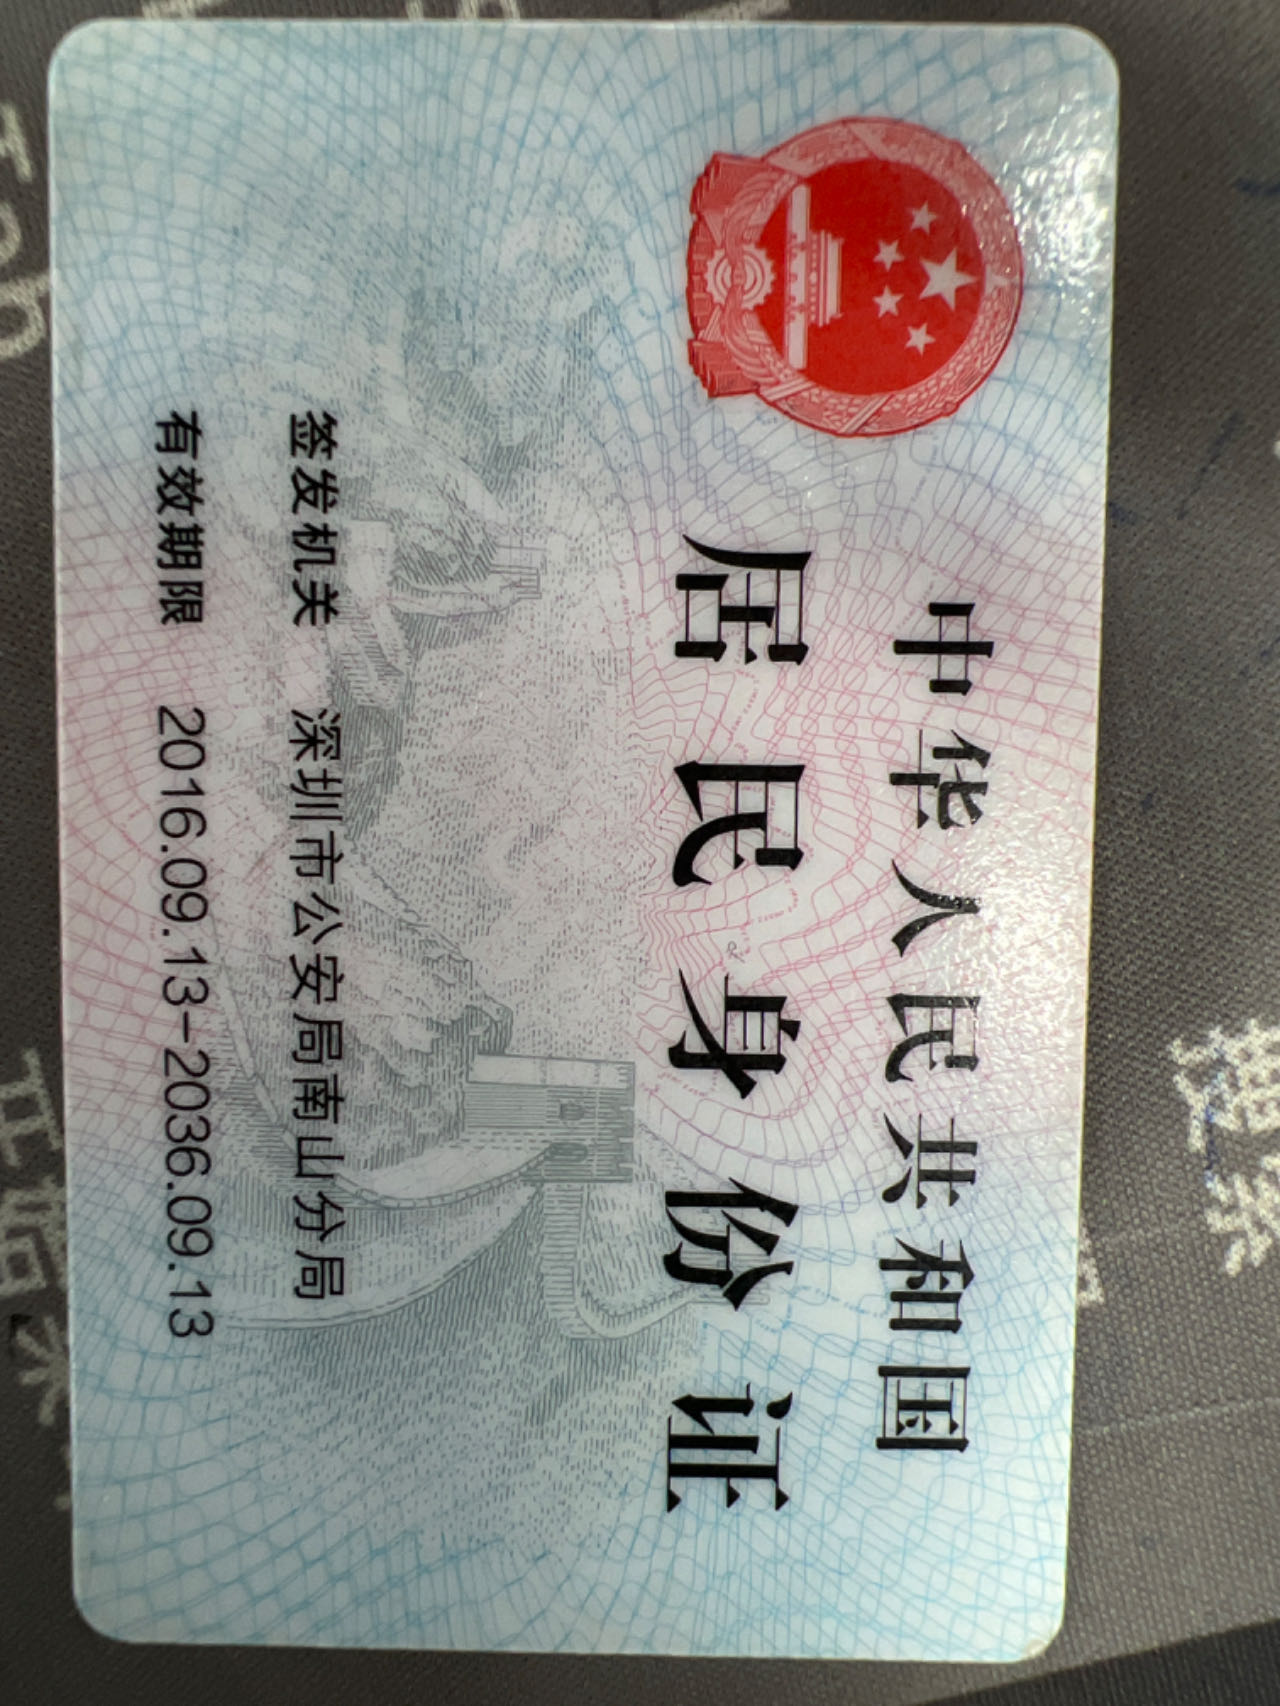 中华人民共和国
居民身份证
签发机关 深圳市公安局南山分局
有效期限 2016.09.13-2036.09.13